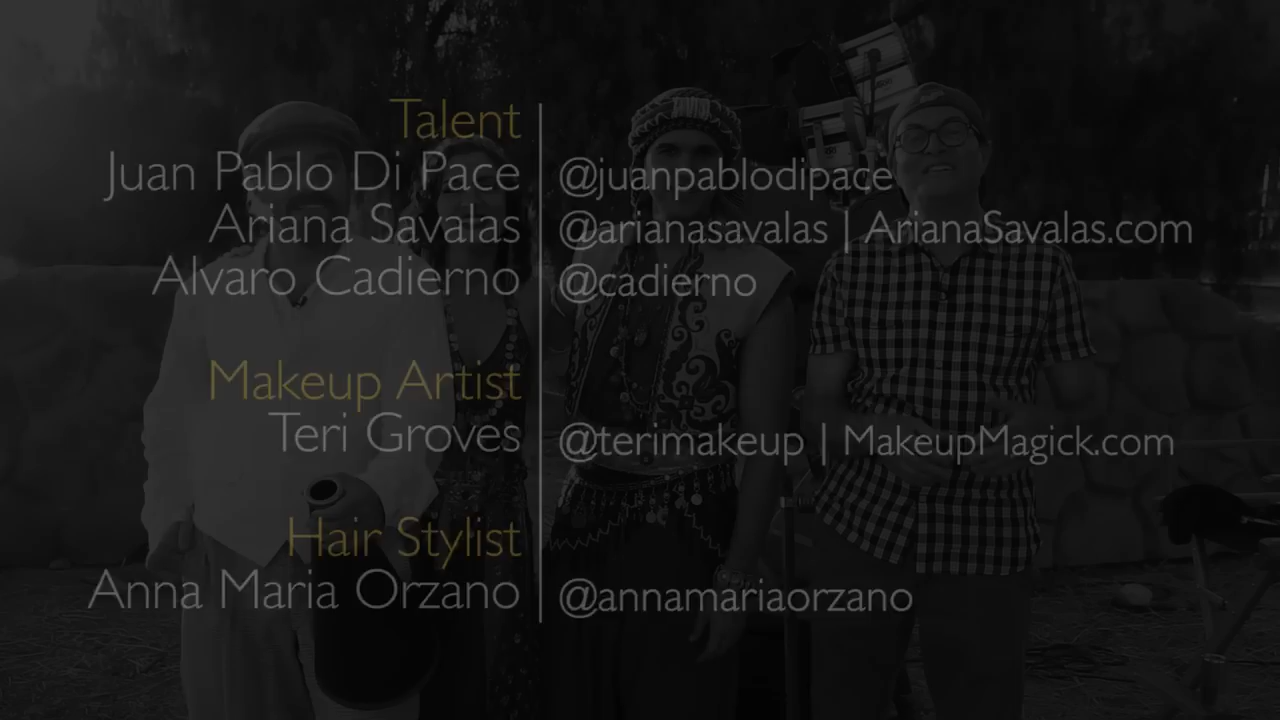 Talent
Juan Pablo Di Pace @juanpablodipace
Ariana Savalas @arianasavalas | ArianaSavalas.com
Alvaro Cadierno @cadierno
Makeup Artist
Teri Groves @terimakeup | MakeupMagick.com
Hair Stylist
Anna Maria Orzano @annamariaorzano